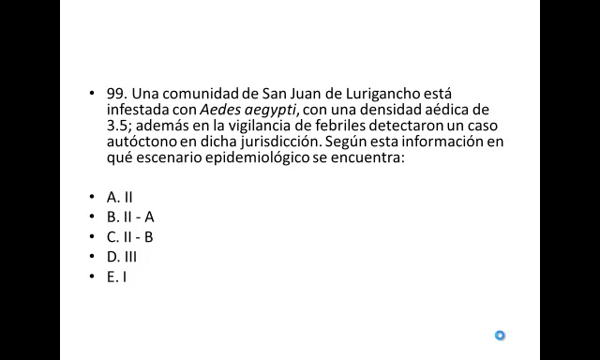 • 99. Una comunidad de San Juan de Lurigancho está
infestada con Aedes aegypti, con una densidad aédica de
3.5; además en la vigilancia de febriles detectaron un caso
autóctono en dicha jurisdicción. Según esta información en
qué escenario epidemiológico se encuentra:
• A. II
• B. II - A
• C. II - B
• D. III
• E. I